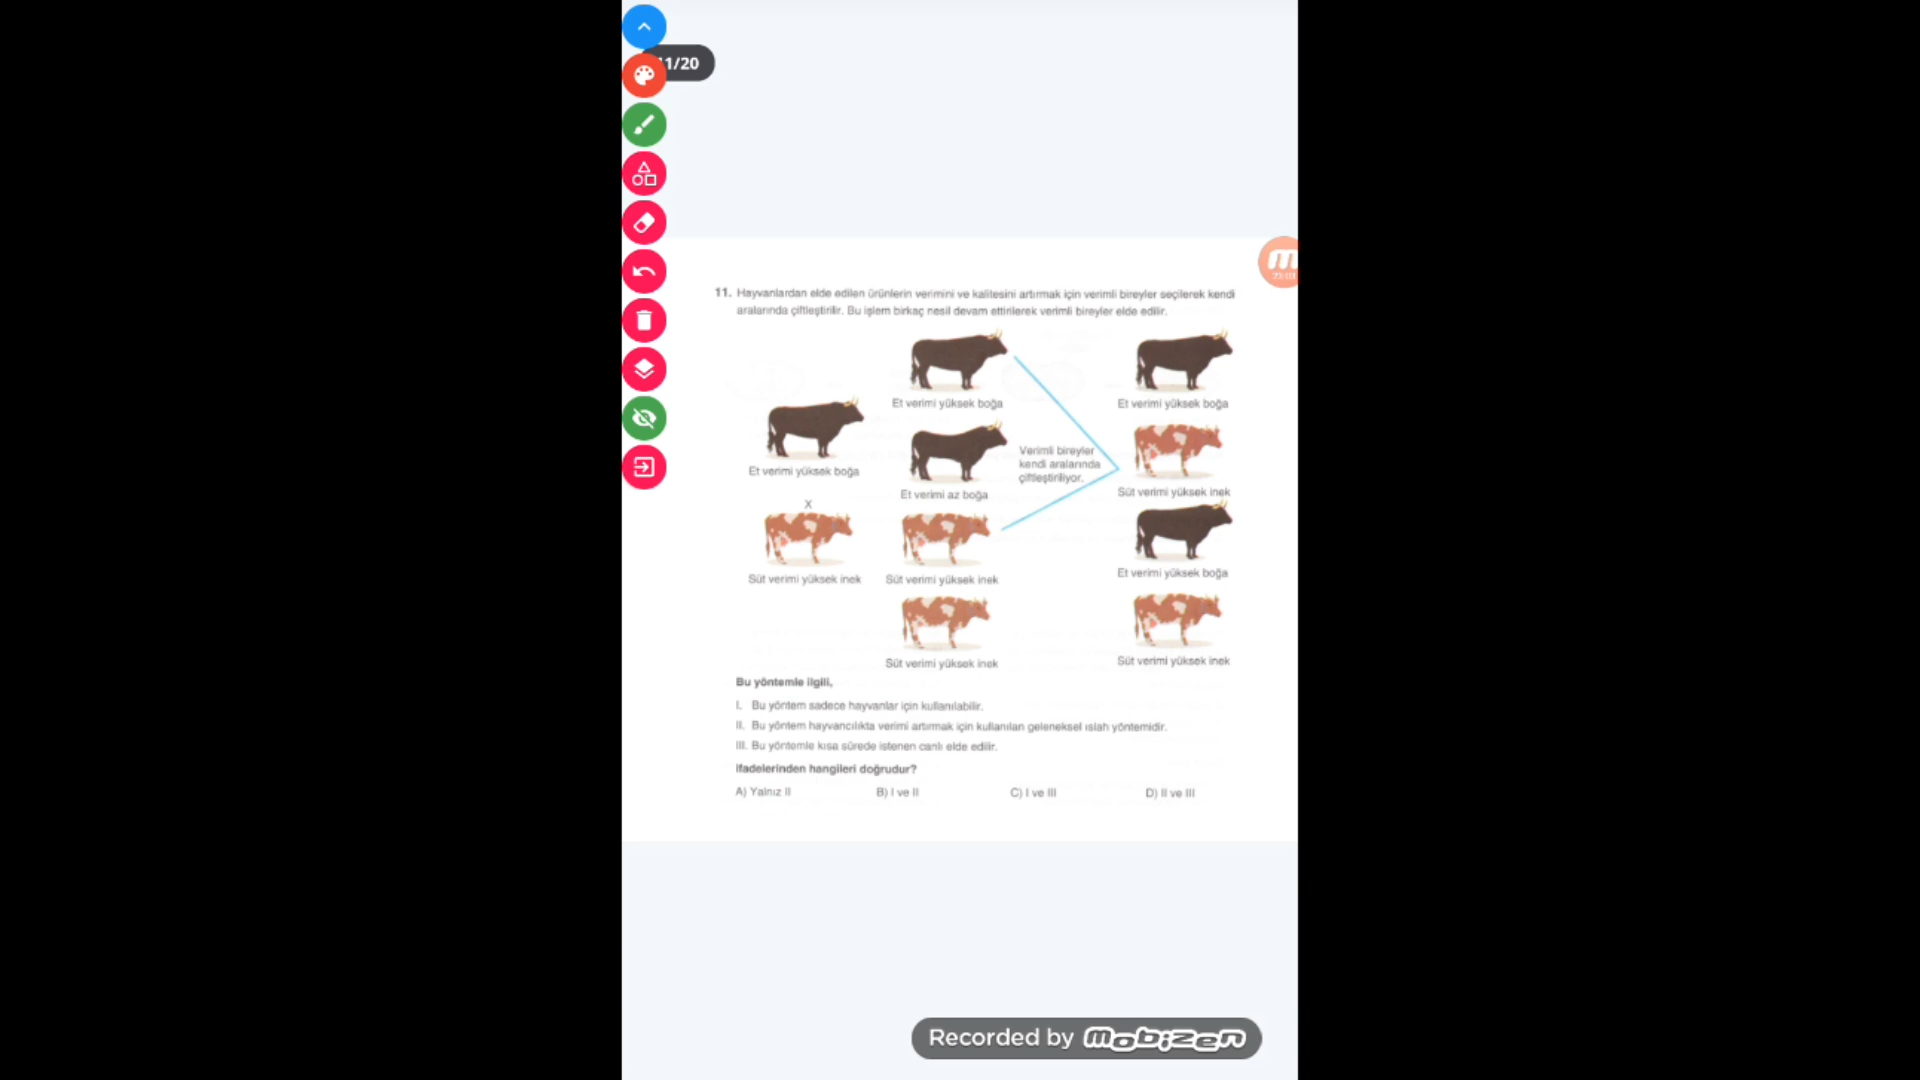 11/20
11. Hayvanlardan elde edilen ürünlerin verimini ve kalitesini artırmak için verimli bireyler seçilerek kendi
aralarında çiftleştirilir. Bu işlem birkaç nesil devam ettirilerek verimli bireyler elde edilir.
Et verimi yüksek boğa
Et verimi yüksek boğa
Et verimi yüksek boğa
Verimli bireyler
kendi aralarında
çiftleştiriliyor.
Et verimi az boğa
Süt verimi yüksek inek
X
Süt verimi yüksek inek
Süt verimi yüksek inek
Et verimi yüksek boğa
Süt verimi yüksek inek
Süt verimi yüksek inek
Bu yöntemle ilgili,
I. Bu yöntem sadece hayvanlar için kullanılabilir.
II. Bu yöntem hayvancılıkta verimi artırmak için kullanılan geleneksel ıslah yöntemidir.
III. Bu yöntemle kısa sürede istenen canlı elde edilir.
ifadelerinden hangileri doğrudur?
A) Yalnız II B) I ve II C) I ve III D) II ve III
Recorded by mobizen